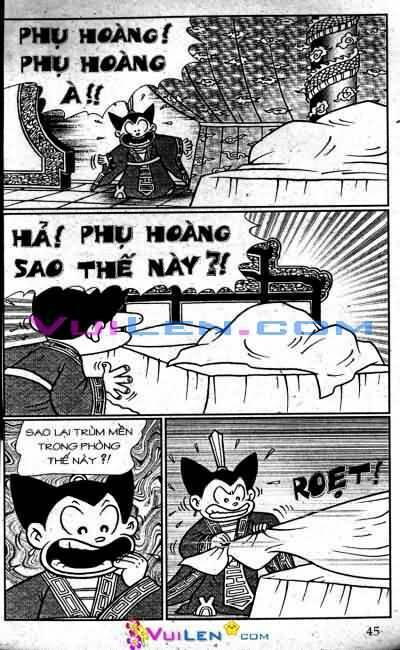 PHỤ HOÀNG!
PHỤ HOÀNG
À!!
HẢ! PHỤ HOÀNG
SAO THẾ NÀY?!
VuiLen.com
SAO LẠI TRÙM MỀN
TRONG PHÒNG
THẾ NÀY?!
ROẸT!
45
VuiLen.com